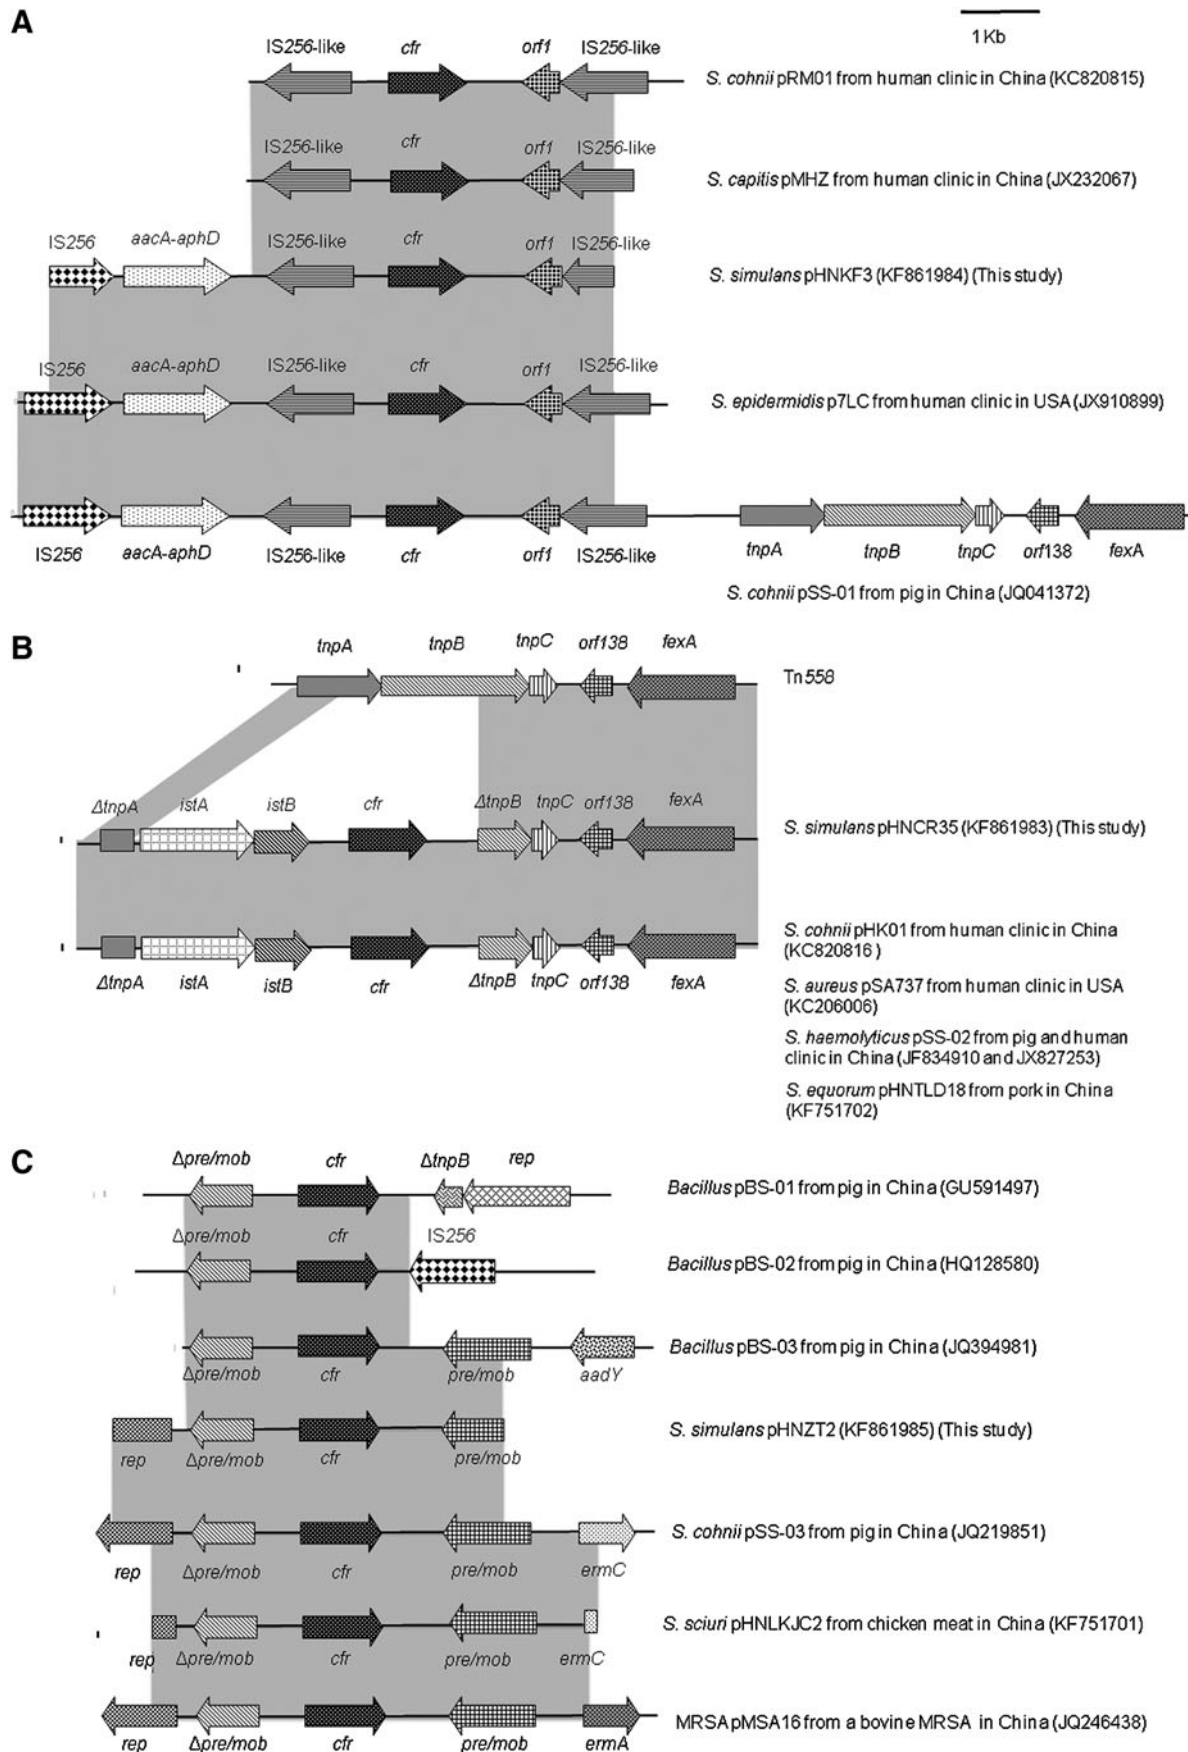 A
1Kb
IS256-like cfr orf1 IS256-like
S. cohnii pRM01 from human clinic in China (KC820815)
IS256-like cfr orf1 IS256-like
S. capitis pMHZ from human clinic in China (JX232067)
IS256 aacA-aphD IS256-like cfr orf1 IS256-like
S. simulans pHNKF3 (KF861984) (This study)
IS256 aacA-aphD IS256-like cfr orf1 IS256-like
S. epidermidis p7LC from human clinic in USA (JX910899)
IS256 aacA-aphD IS256-like cfr orf1 IS256-like tnpA tnpB tnpC orf138 fexA
S. cohnii pSS-01 from pig in China (JQ041372)
B
tnpA tnpB tnpC orf138 fexA
Tn558
ΔtnpA istA istB cfr ΔtnpB tnpC orf138 fexA
S. simulans pHNCR35 (KF861983) (This study)
ΔtnpA istA istB cfr ΔtnpB tnpC orf138 fexA
S. cohnii pHK01 from human clinic in China
(KC820816 )
S. aureus pSA737 from human clinic in USA
(KC206006)
S. haemolyticus pSS-02 from pig and human
clinic in China (JF834910 and JX827253)
S. equorum pHNTLD18 from pork in China
(KF751702)
C
Δpre/mob cfr ΔtnpB rep
Bacillus pBS-01 from pig in China (GU591497)
Δpre/mob cfr IS256
Bacillus pBS-02 from pig in China (HQ128580)
Bacillus pBS-03 from pig in China (JQ394981)
Δpre/mob cfr pre/mob aadY
S. simulans pHNZT2 (KF861985) (This study)
rep Δpre/mob cfr pre/mob
S. cohnii pSS-03 from pig in China (JQ219851)
rep Δpre/mob cfr pre/mob ermC
S. sciuri pHNLKJC2 from chicken meat in China (KF751701)
rep Δpre/mob cfr pre/mob ermC
MRSA pMSA16 from a bovine MRSA in China (JQ246438)
rep Δpre/mob cfr pre/mob ermA